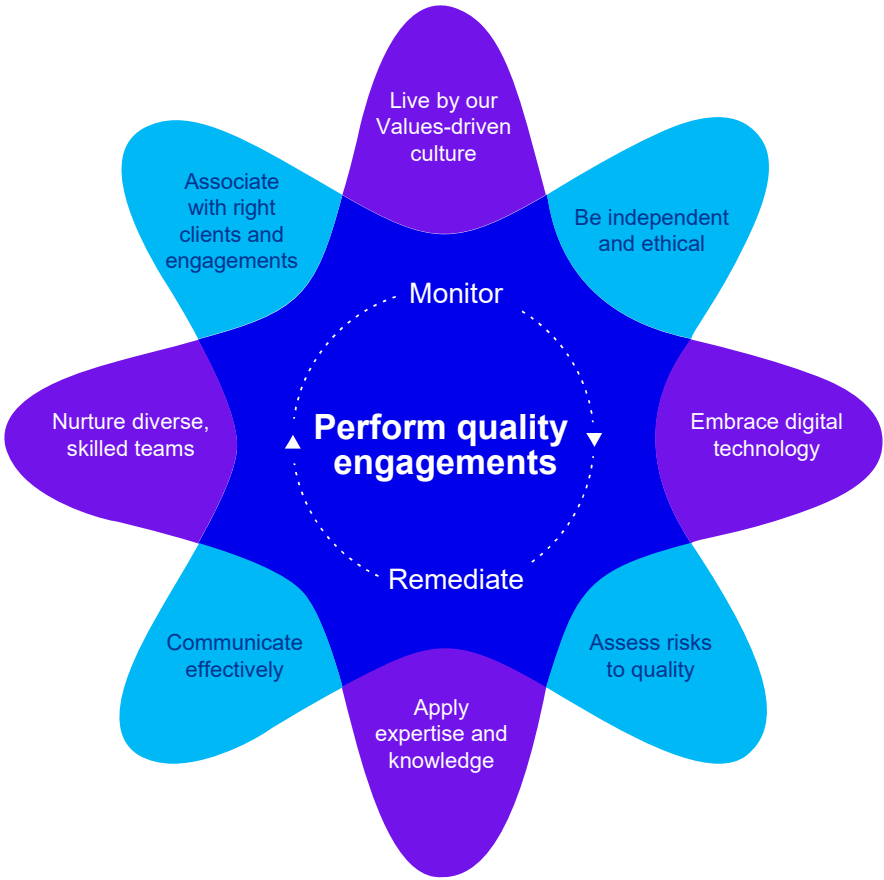 Live by our
Values-driven
culture
Be independent
and ethical
Embrace digital
technology
Assess risks
to quality
Apply
expertise and
knowledge
Communicate
effectively
Nurture diverse,
skilled teams
Associate
with right
clients and
engagements
Monitor
Perform quality
engagements
Remediate